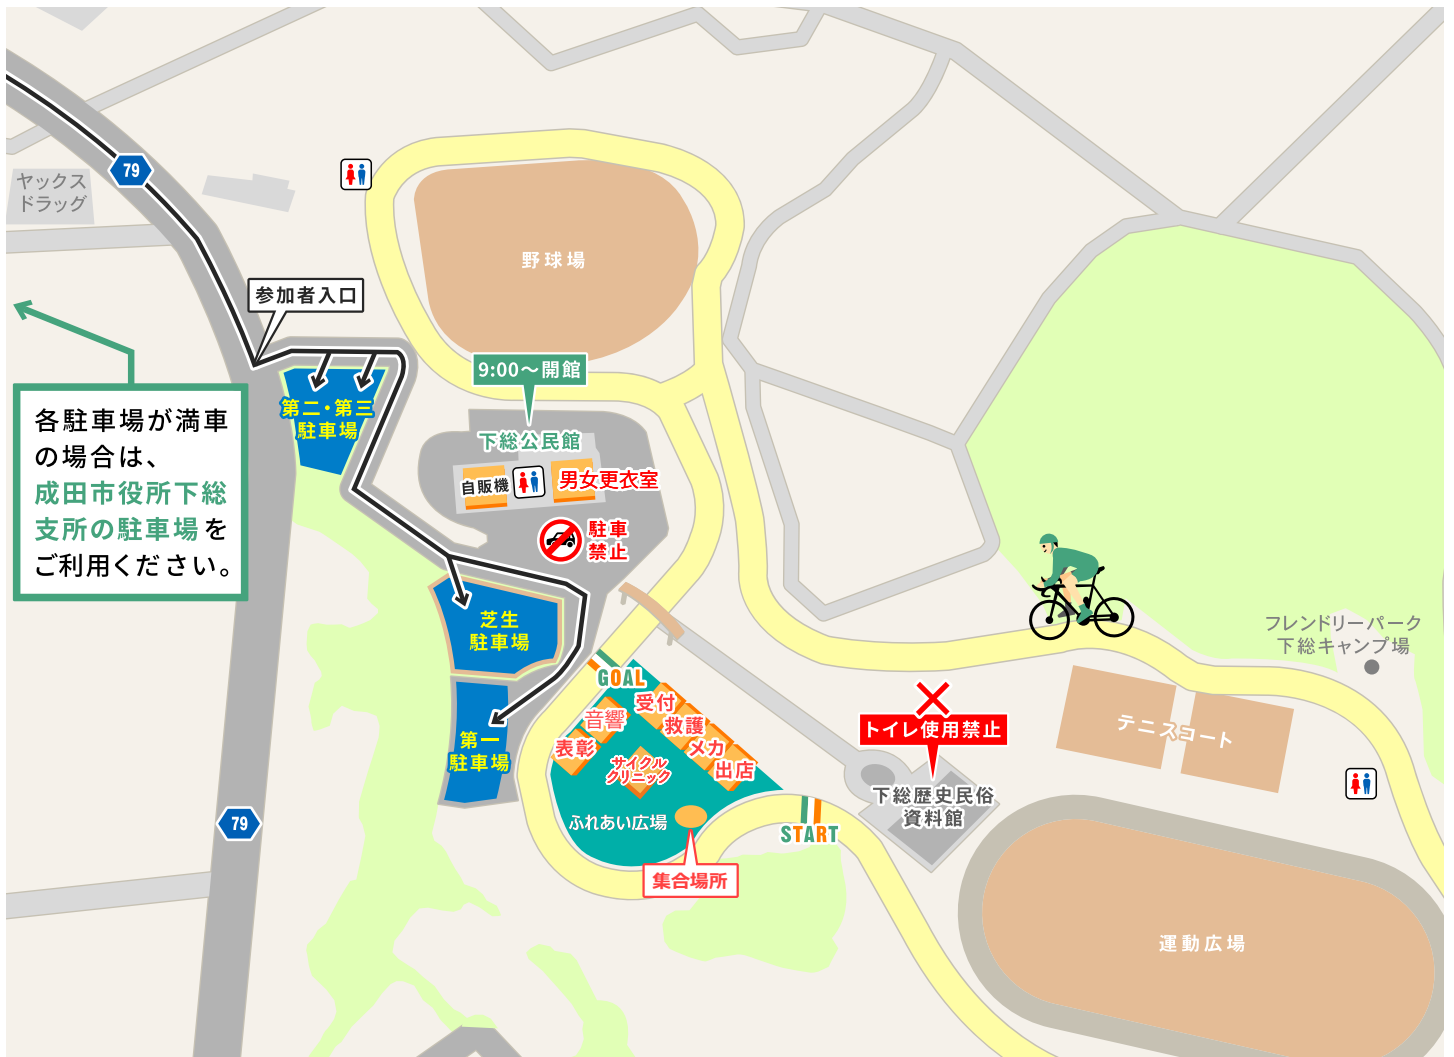 79
ヤックス
ドラッグ
野球場
参加者入口
9:00〜開館
各駐車場が満車
の場合は、
成田市役所下総
支所の駐車場を
ご利用ください。
第二・第三
駐車場
下総公民館
自販機
男女更衣室
駐車
禁止
芝生
駐車場
フレンドリーパーク
下総キャンプ場
GOAL
受付
音響
救護
トイレ使用禁止
テニスコート
表彰
メカ
第一
駐車場
サイクル
クリニック
出店
下総歴史民俗
資料館
79
ふれあい広場
START
集合場所
運動広場